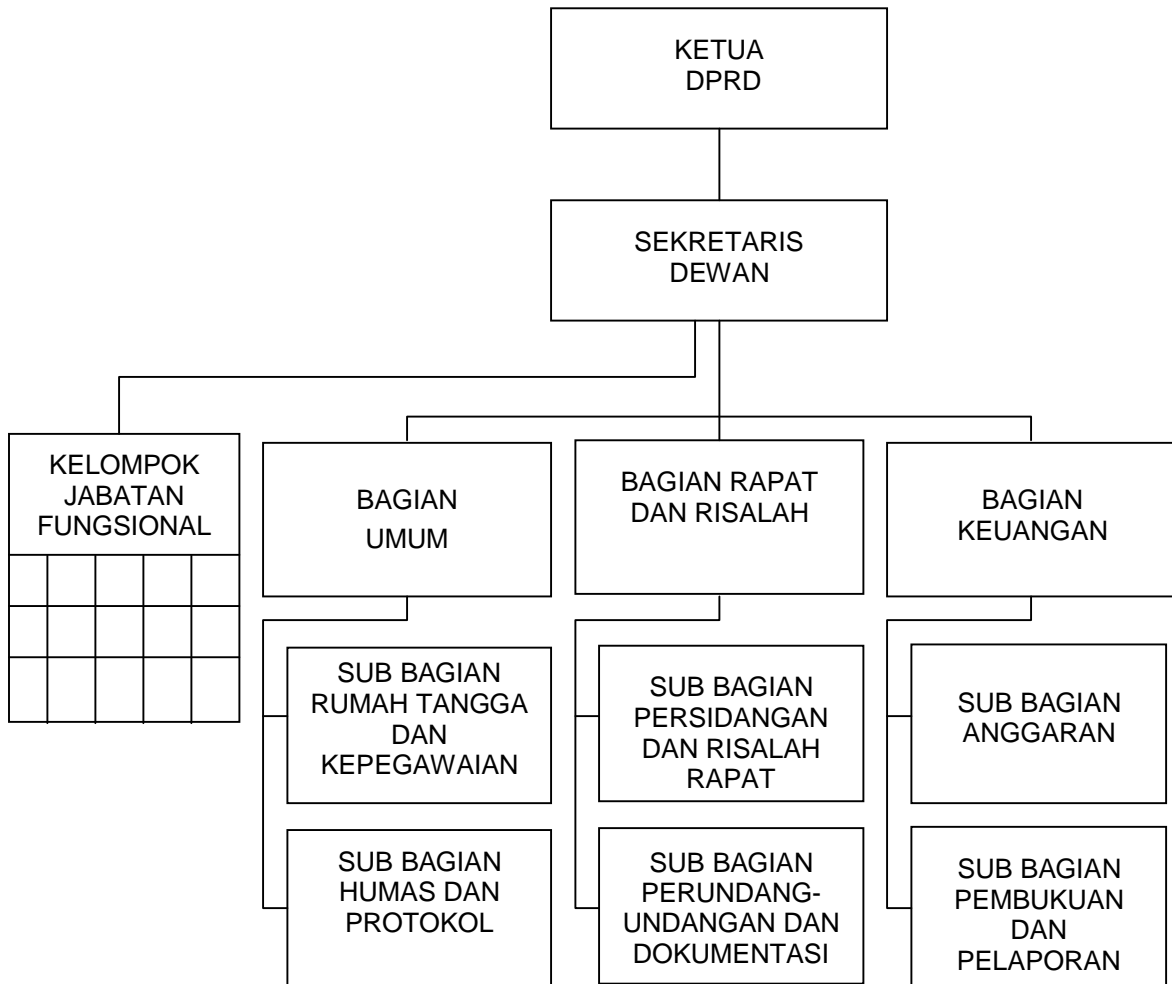 KETUA
DPRD
SEKRETARIS
DEWAN
KELOMPOK
JABATAN
FUNGSIONAL
BAGIAN
UMUM
BAGIAN RAPAT
DAN RISALAH
BAGIAN
KEUANGAN
SUB BAGIAN
RUMAH TANGGA
DAN
KEPEGAWAIAN
SUB BAGIAN
PERSIDANGAN
DAN RISALAH
RAPAT
SUB BAGIAN
ANGGARAN
SUB BAGIAN
HUMAS DAN
PROTOKOL
SUB BAGIAN
PERUNDANG-
UNDANGAN DAN
DOKUMENTASI
SUB BAGIAN
PEMBUKUAN
DAN
PELAPORAN